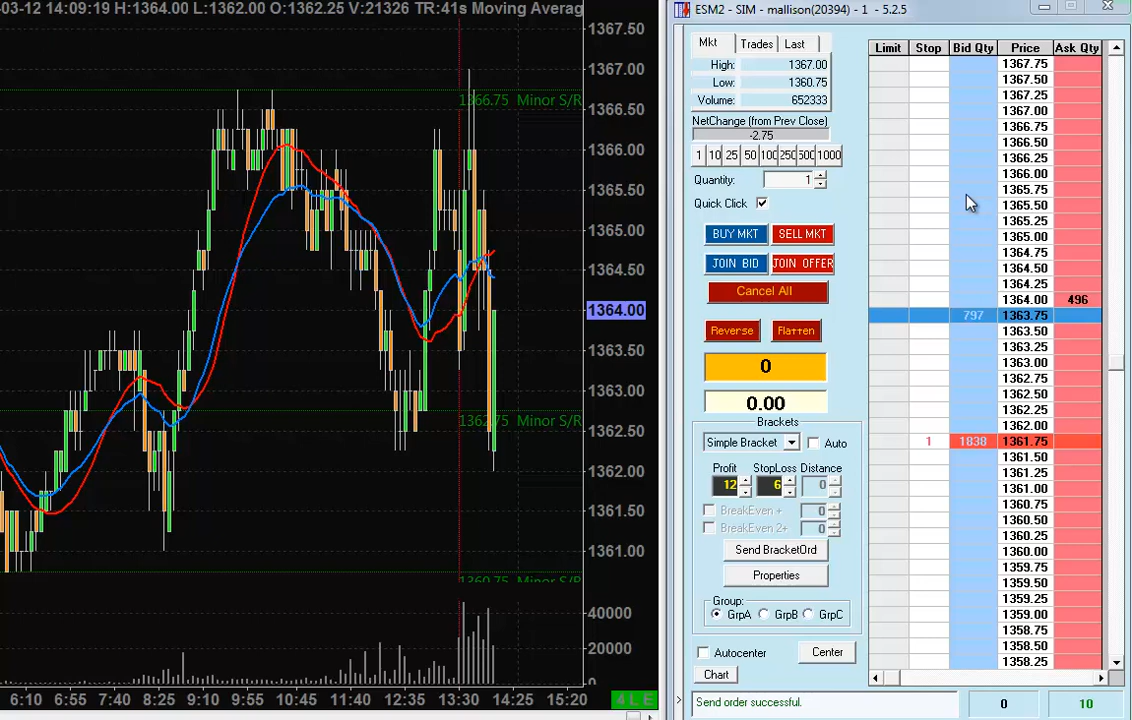 -03-12 14:09:19 H:1364.00 L:1362.00 O:1362.25 V:21326 TR:41s Moving Averag
1367.50
1367.00
1366.50
1366.00
1365.50
1365.00
1364.50
1364.00
1363.50
1363.00
1362.50
1362.00
1361.50
1361.00
40000
20000
0
1366.75 Minor S/R
1362.75 Minor S/R
1360.75 Minor S/R
6:10 6:55 7:40 8:25 9:10 9:55 10:45 11:40 12:35 13:30 14:25 15:20
4 L E
ESM2 - SIM - mallison(20394) - 1 - 5.2.5
Mkt Trades Last
High: 1367.00
Low: 1360.75
Volume: 652333
NetChange (from Prev Close)
-2.75
1 10 25 50 100 250 500 1000
Quantity: 1
Quick Click
BUY MKT SELL MKT
JOIN BID JOIN OFFER
Cancel All
Reverse Flatten
0
0.00
Brackets
Simple Bracket Auto
Profit StopLoss Distance
12 6 0
BreakEven + 0
BreakEven 2+ 0
Send BracketOrd
Properties
Group:
GrpA GrpB GrpC
Autocenter Center
Chart
Send order successful.
0 10
Limit Stop Bid Qty Price Ask Qty
1367.75
1367.50
1367.25
1367.00
1366.75
1366.50
1366.25
1366.00
1365.75
1365.50
1365.25
1365.00
1364.75
1364.50
1364.25
1364.00 496
797 1363.75
1363.50
1363.25
1363.00
1362.75
1362.50
1362.25
1362.00
1 1838 1361.75
1361.50
1361.25
1361.00
1360.75
1360.50
1360.25
1360.00
1359.75
1359.50
1359.25
1359.00
1358.75
1358.50
1358.25